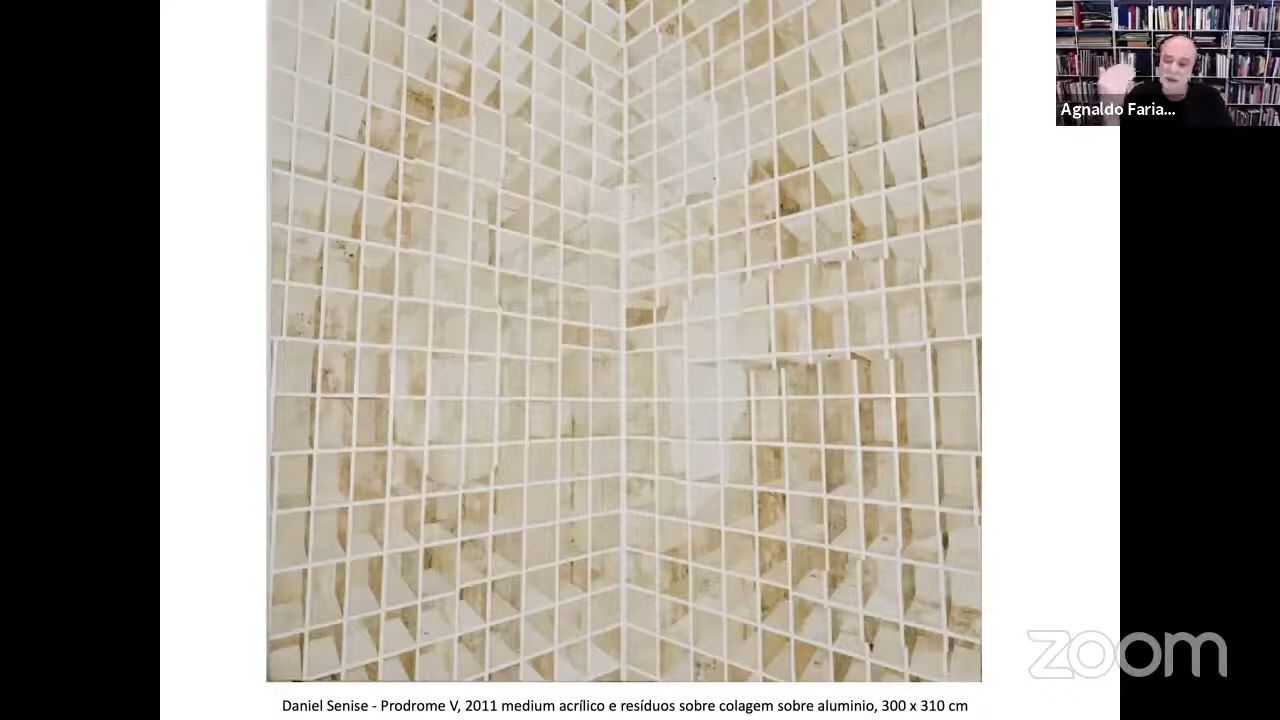 Agnaldo Faria...
zoom
Daniel Senise - Prodrome V, 2011 medium acrílico e resíduos sobre colagem sobre aluminio, 300 x 310 cm